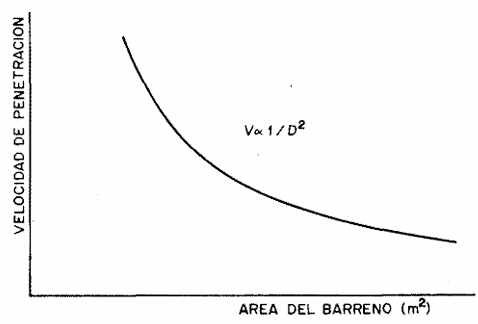 VELOCIDAD DE PENETRACION
V∝ 1/D²
AREA DEL BARRENO (m²)